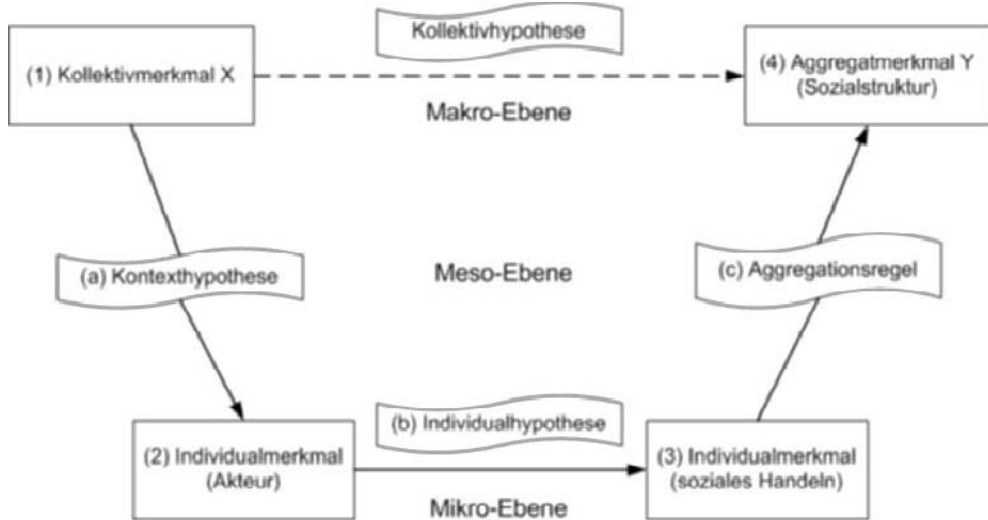 Kollektivhypothese
(1) Kollektivmerkmal X
(4) Aggregatmerkmal Y
(Sozialstruktur)
Makro-Ebene
(a) Kontexthypothese
Meso-Ebene
(c) Aggregationsregel
(b) Individualhypothese
(2) Individualmerkmal
(Akteur)
(3) Individualmerkmal
(soziales Handeln)
Mikro-Ebene